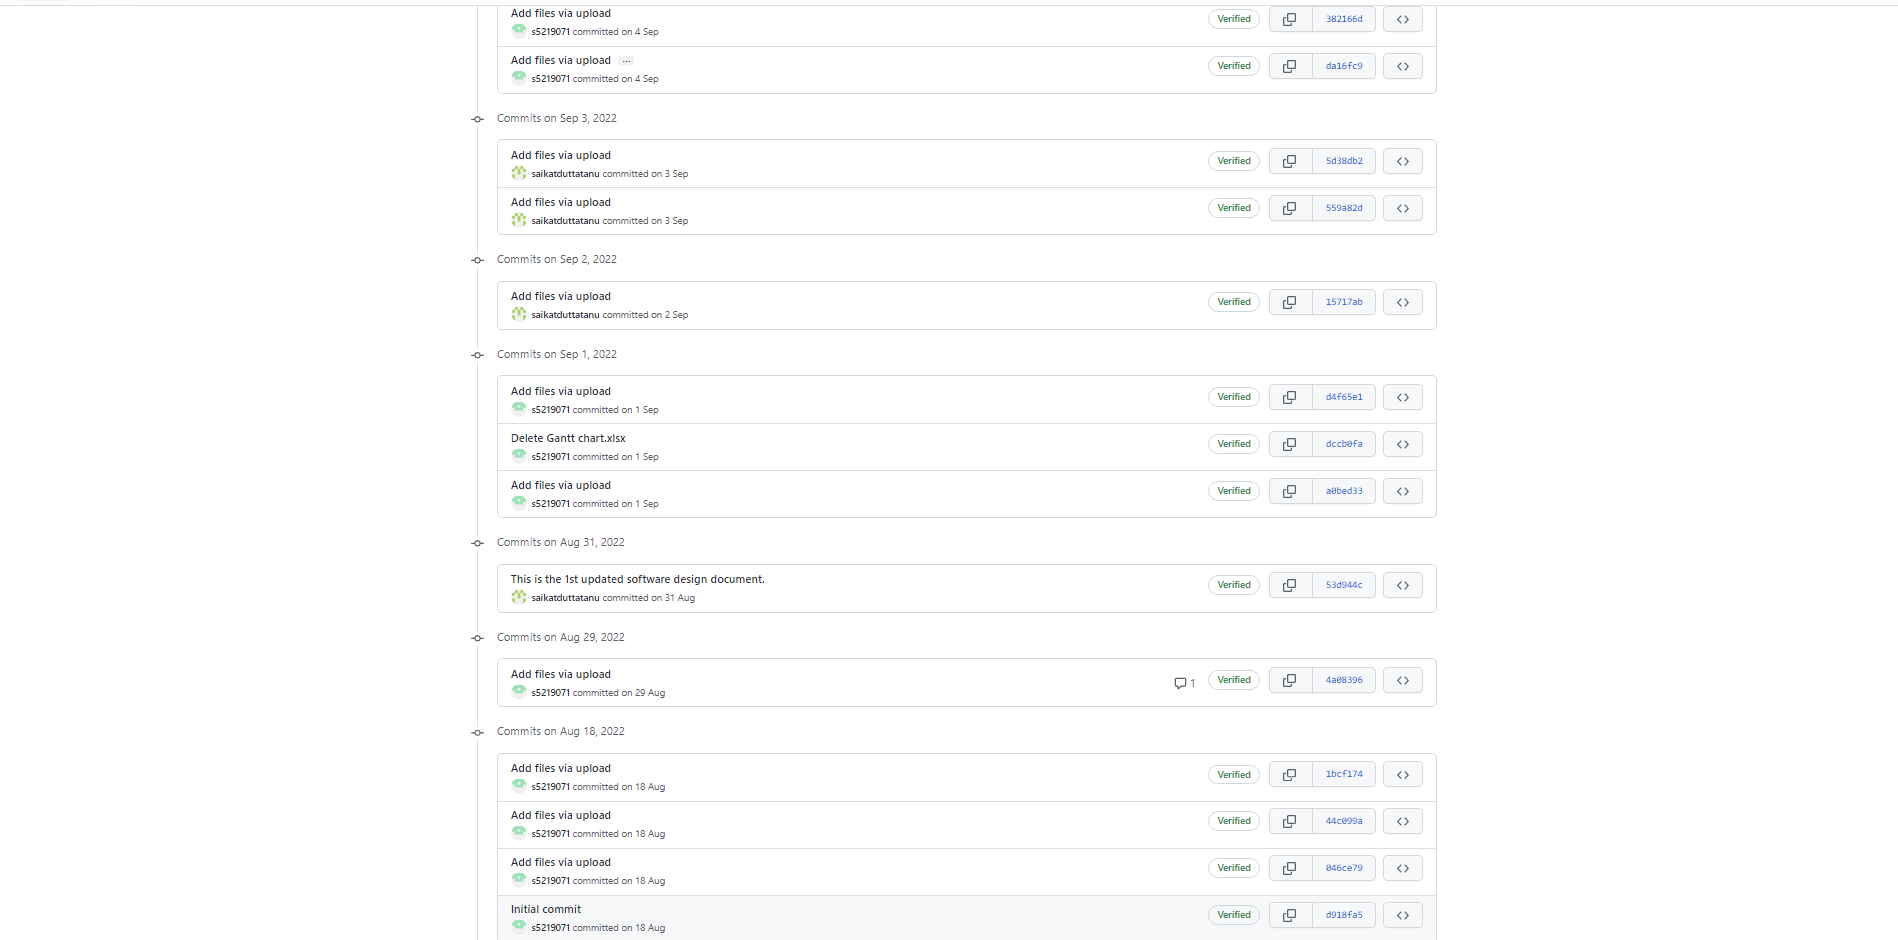 Add files via upload
s5219071 committed on 4 Sep
Verified
382166d
Add files via upload ...
s5219071 committed on 4 Sep
Verified
da16fc9
Commits on Sep 3, 2022
Add files via upload
saikatduttatanu committed on 3 Sep
Verified
5d38db2
Add files via upload
saikatduttatanu committed on 3 Sep
Verified
559a82d
Commits on Sep 2, 2022
Add files via upload
saikatduttatanu committed on 2 Sep
Verified
15717ab
Commits on Sep 1, 2022
Add files via upload
s5219071 committed on 1 Sep
Verified
d4f65e1
Delete Gantt chart.xlsx
s5219071 committed on 1 Sep
Verified
dccb0fa
Add files via upload
s5219071 committed on 1 Sep
Verified
a0bed33
Commits on Aug 31, 2022
This is the 1st updated software design document.
saikatduttatanu committed on 31 Aug
Verified
53d944c
Commits on Aug 29, 2022
Add files via upload
s5219071 committed on 29 Aug
1
Verified
4a08396
Commits on Aug 18, 2022
Add files via upload
s5219071 committed on 18 Aug
Verified
1bcf174
Add files via upload
s5219071 committed on 18 Aug
Verified
44c099a
Add files via upload
s5219071 committed on 18 Aug
Verified
046ce79
Initial commit
s5219071 committed on 18 Aug
Verified
d918fa5